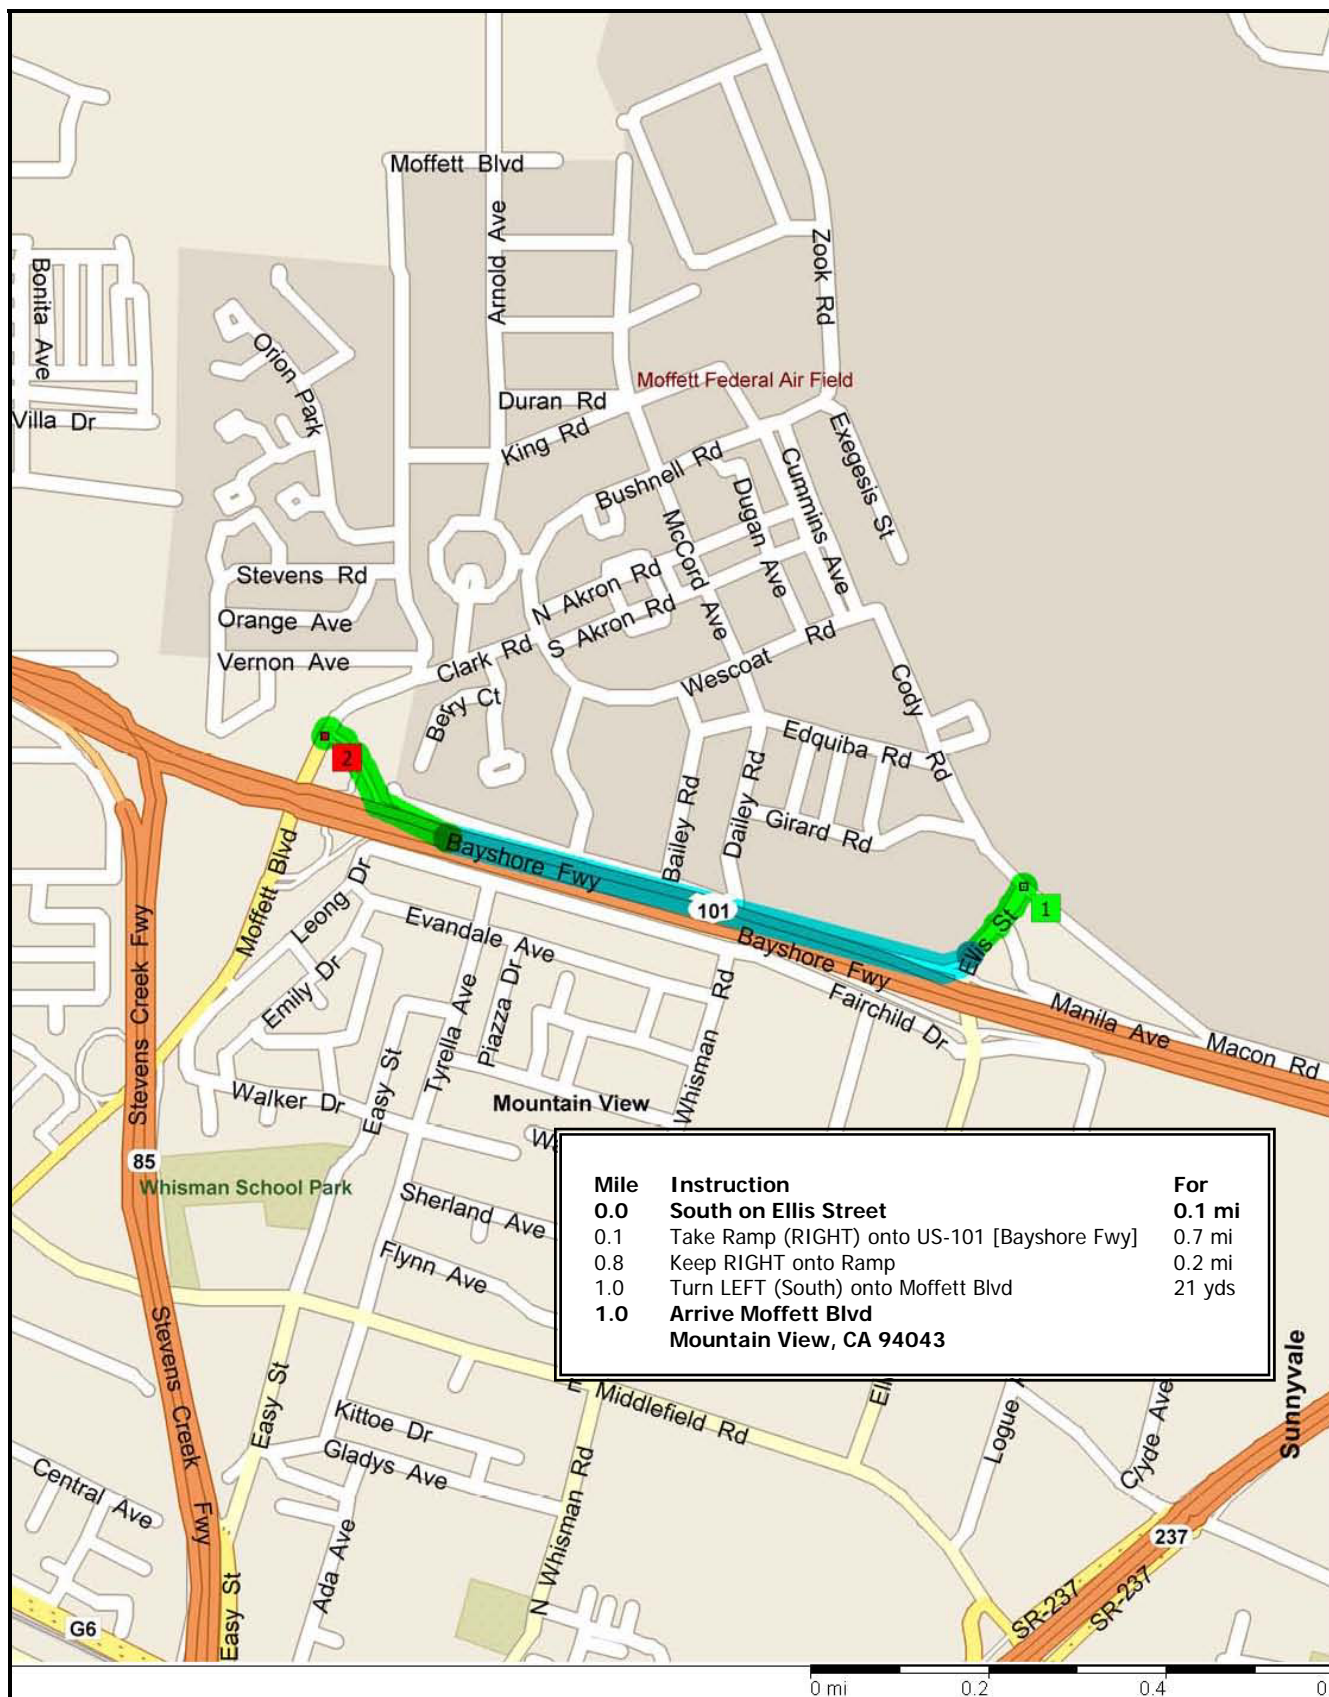 Moffett Blvd
Arnold Ave
Zook Rd
Bonita Ave
Orion Park
Moffett Federal Air Field
Villa Dr
Duran Rd
King Rd
Exegesis St
Bushnell Rd
Cummins Ave
Dugan Ave
McCord Ave
Stevens Rd
N Akron Rd
Orange Ave
S Akron Rd
Vernon Ave
Clark Rd
Wescoat Rd
Berry Ct
Cody Rd
Edquiba Rd
2
Bailey Rd
Dailey Rd
Girard Rd
Moffett Blvd
Bayshore Fwy
Leong Dr
101
1
Ellis St
Evandale Ave
Bayshore Fwy
Stevens Creek Fwy
Emily Dr
Piazza Dr
Tyrella Ave
Whisman Rd
Fairchild Dr
Manila Ave
Macon Rd
Easy St
Walker Dr
Mountain View
85
Whisman School Park
Sherland Ave
Flynn Ave
Mile Instruction For
0.0 South on Ellis Street 0.1 mi
0.1 Take Ramp (RIGHT) onto US-101 [Bayshore Fwy] 0.7 mi
0.8 Keep RIGHT onto Ramp 0.2 mi
1.0 Turn LEFT (South) onto Moffett Blvd 21 yds
1.0 Arrive Moffett Blvd
Mountain View, CA 94043
Stevens Creek Fwy
Easy St
Middlefield Rd
Logue
Clyde Ave
Sunnyvale
Kittoe Dr
Gladys Ave
Central Ave
Ada Ave
N Whisman Rd
237
SR-237
SR-237
G6
Easy St
0 mi 0.2 0.4